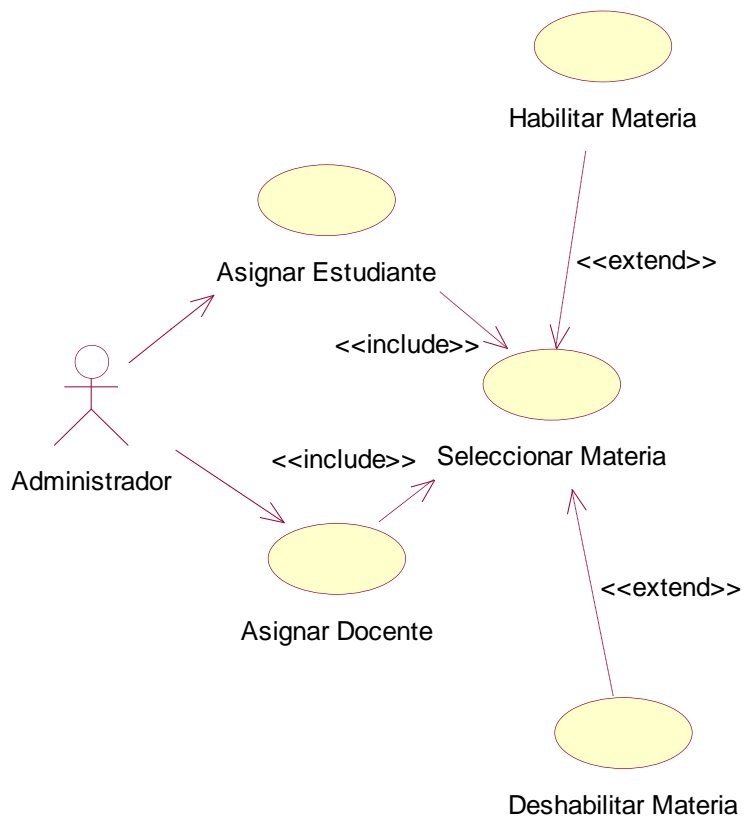 Habilitar Materia
<<extend>>
Asignar Estudiante
<<include>>
Administrador
<<include>>
Seleccionar Materia
<<extend>>
Asignar Docente
Deshabilitar Materia